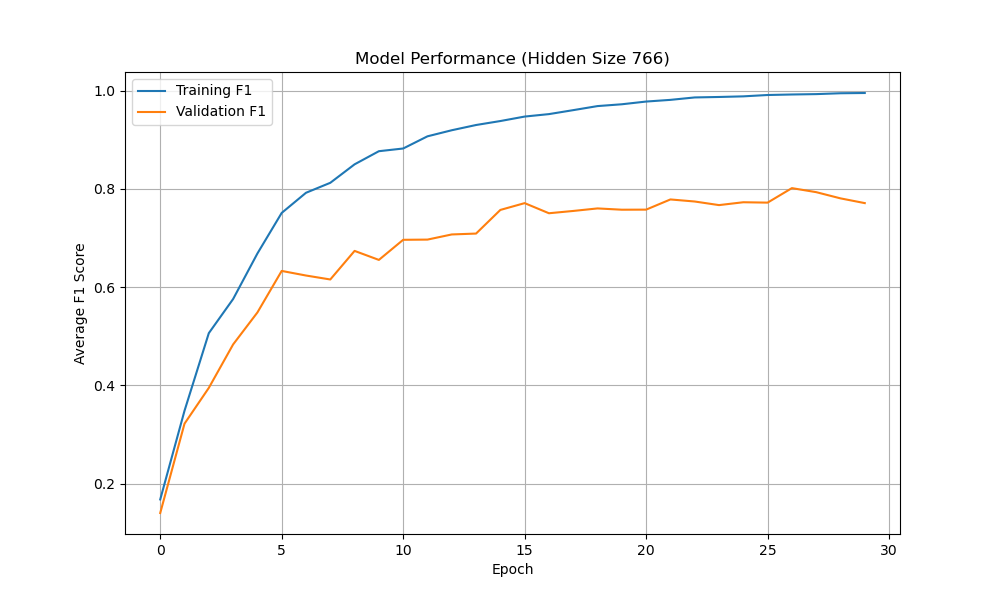 Model Performance (Hidden Size 766)
Training F1
Validation F1
1.0
0.8
0.6
0.4
0.2
Average F1 Score
0 5 10 15 20 25 30
Epoch